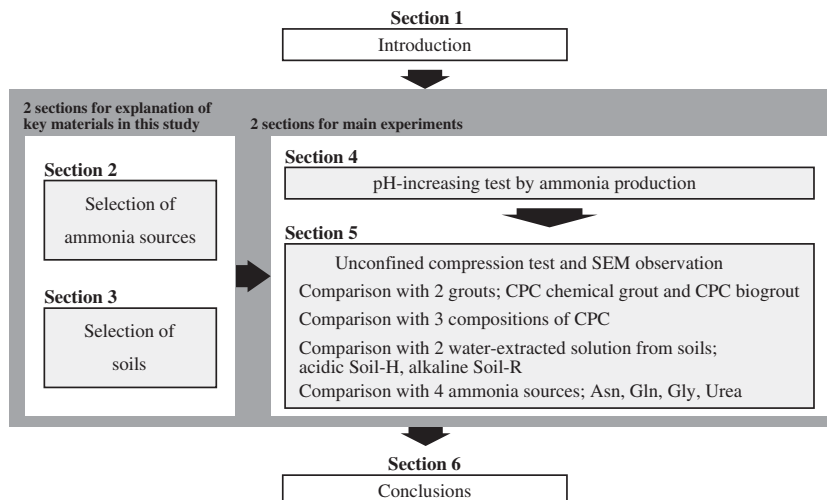 Section 1
Introduction
2 sections for explanation of
key materials in this study
2 sections for main experiments
Section 2
Selection of
ammonia sources
Section 3
Selection of
soils
Section 4
pH-increasing test by ammonia production
Section 5
Unconfined compression test and SEM observation
Comparison with 2 grouts; CPC chemical grout and CPC biogrout
Comparison with 3 compositions of CPC
Comparison with 2 water-extracted solution from soils;
acidic Soil-H, alkaline Soil-R
Comparison with 4 ammonia sources; Asn, Gln, Gly, Urea
Section 6
Conclusions